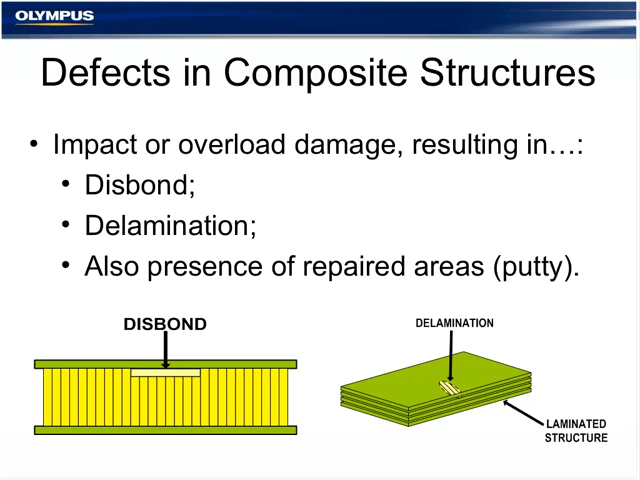 OLYMPUS
Defects in Composite Structures
• Impact or overload damage, resulting in…:
• Disbond;
• Delamination;
• Also presence of repaired areas (putty).
DISBOND
DELAMINATION
LAMINATED
STRUCTURE